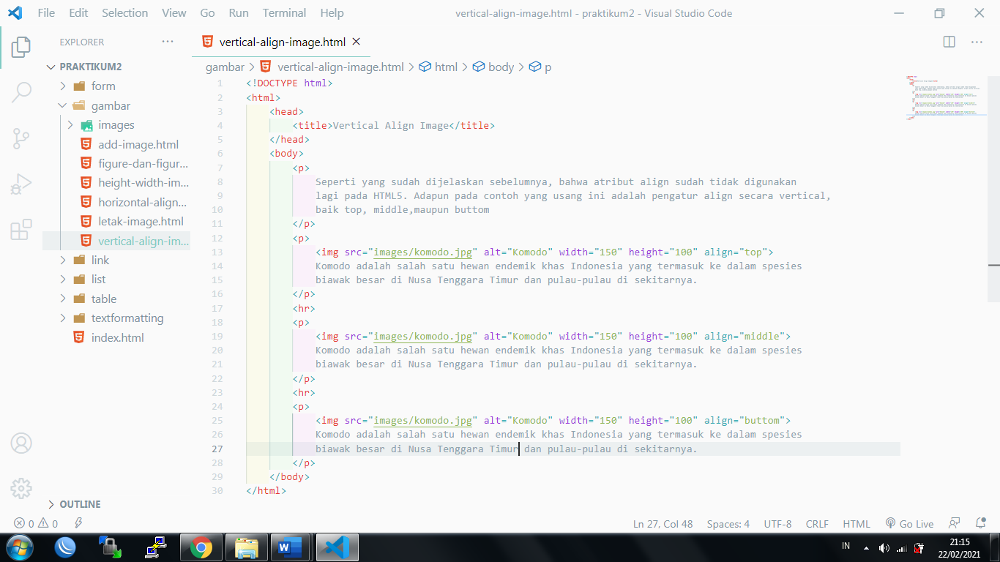 File Edit Selection View Go Run Terminal Help vertical-align-image.html - praktikum2 - Visual Studio Code
EXPLORER ···
vertical-align-image.html
PRAKTIKUM2
form
gambar
images
add-image.html
figure-dan-figur...
height-width-im...
horizontal-align...
letak-image.html
vertical-align-im...
link
list
table
textformatting
index.html
OUTLINE
gambar > vertical-align-image.html > html > body > p
1 <!DOCTYPE html>
2 <html>
3 <head>
4 <title>Vertical Align Image</title>
5 </head>
6 <body>
7 <p>
8 Seperti yang sudah dijelaskan sebelumnya, bahwa atribut align sudah tidak digunakan
9 lagi pada HTML5. Adapun pada contoh yang usang ini adalah pengatur align secara vertical,
10 baik top, middle,maupun buttom
11 </p>
12 <p>
13 <img src="images/komodo.jpg" alt="Komodo" width="150" height="100" align="top">
14 Komodo adalah salah satu hewan endemik khas Indonesia yang termasuk ke dalam spesies
15 biawak besar di Nusa Tenggara Timur dan pulau-pulau di sekitarnya.
16 </p>
17 <hr>
18 <p>
19 <img src="images/komodo.jpg" alt="Komodo" width="150" height="100" align="middle">
20 Komodo adalah salah satu hewan endemik khas Indonesia yang termasuk ke dalam spesies
21 biawak besar di Nusa Tenggara Timur dan pulau-pulau di sekitarnya.
22 </p>
23 <hr>
24 <p>
25 <img src="images/komodo.jpg" alt="Komodo" width="150" height="100" align="buttom">
26 Komodo adalah salah satu hewan endemik khas Indonesia yang termasuk ke dalam spesies
27 biawak besar di Nusa Tenggara Timur dan pulau-pulau di sekitarnya.
28 </p>
29 </body>
30 </html>
0 0 Ln 27, Col 48 Spaces: 4 UTF-8 CRLF HTML Go Live
IN 21:15
22/02/2021